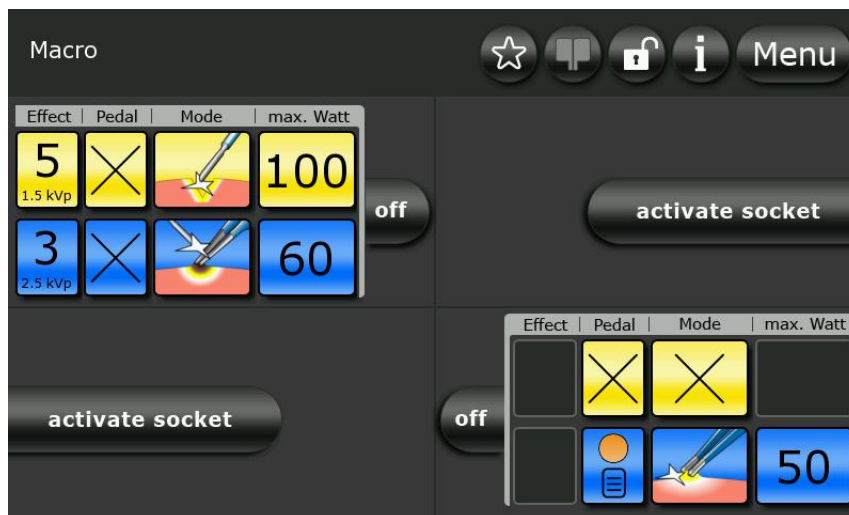 Macro
i
Menu
Effect | Pedal | Mode | max. Watt
5
1.5 kVp
100
off
activate socket
3
2.5 kVp
60
Effect | Pedal | Mode | max. Watt
activate socket
off
50